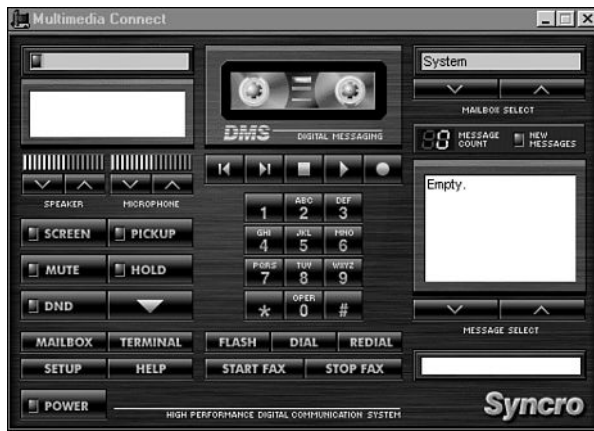 Multimedia Connect
System
MAILBOX SELECT
DMS DIGITAL MESSAGING
8 MESSAGE COUNT
NEW MESSAGES
Empty.
SPEAKER MICROPHONE
SCREEN PICKUP
MUTE HOLD
DND
1 ABC 2 DEF 3
GHI 4 JKL 5 MNO 6
PQRS 7 TUV 8 WXYZ 9
* OPER 0 #
MESSAGE SELECT
MAILBOX TERMINAL FLASH DIAL REDIAL
SETUP HELP START FAX STOP FAX
POWER
HIGH PERFORMANCE DIGITAL COMMUNICATION SYSTEM
Syncro